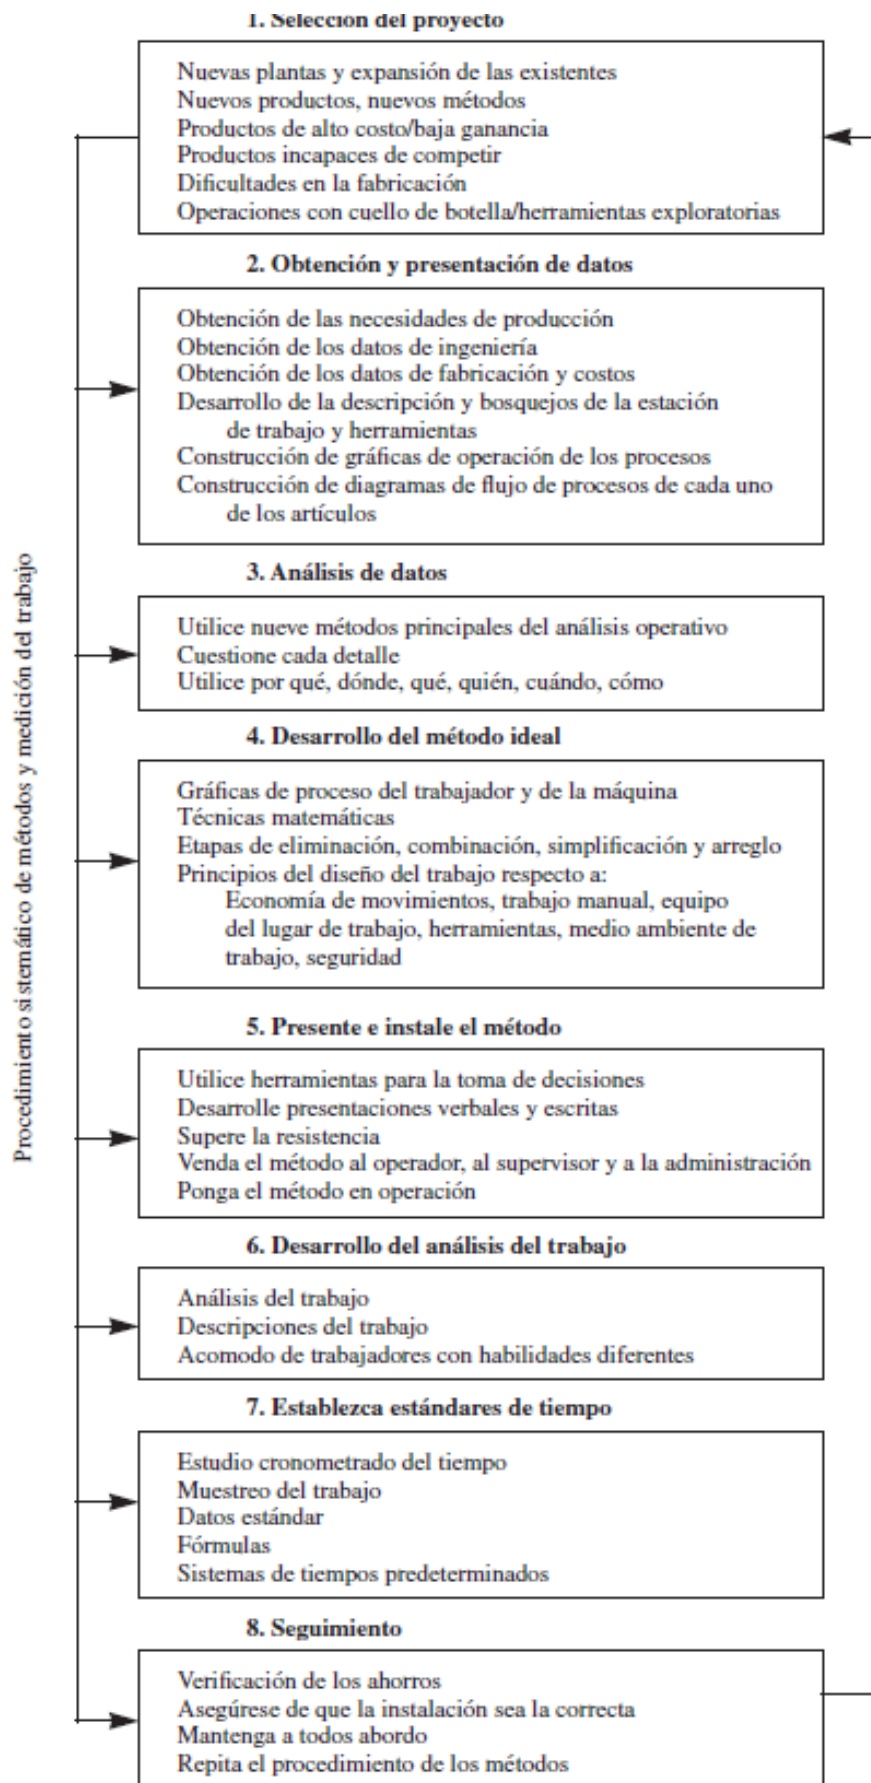 1. Selección del proyecto
Nuevas plantas y expansión de las existentes
Nuevos productos, nuevos métodos
Productos de alto costo/baja ganancia
Productos incapaces de competir
Dificultades en la fabricación
Operaciones con cuello de botella/herramientas exploratorias
2. Obtención y presentación de datos
Obtención de las necesidades de producción
Obtención de los datos de ingeniería
Obtención de los datos de fabricación y costos
Desarrollo de la descripción y bosquejos de la estación
de trabajo y herramientas
Construcción de gráficas de operación de los procesos
Construcción de diagramas de flujo de procesos de cada uno
de los artículos
3. Análisis de datos
Utilice nueve métodos principales del análisis operativo
Cuestione cada detalle
Utilice por qué, dónde, qué, quién, cuándo, cómo
4. Desarrollo del método ideal
Gráficas de proceso del trabajador y de la máquina
Técnicas matemáticas
Etapas de eliminación, combinación, simplificación y arreglo
Principios del diseño del trabajo respecto a:
Economía de movimientos, trabajo manual, equipo
del lugar de trabajo, herramientas, medio ambiente de
trabajo, seguridad
5. Presente e instale el método
Utilice herramientas para la toma de decisiones
Desarrolle presentaciones verbales y escritas
Supere la resistencia
Venda el método al operador, al supervisor y a la administración
Ponga el método en operación
6. Desarrollo del análisis del trabajo
Análisis del trabajo
Descripciones del trabajo
Acomodo de trabajadores con habilidades diferentes
7. Establezca estándares de tiempo
Estudio cronometrado del tiempo
Muestreo del trabajo
Datos estándar
Fórmulas
Sistemas de tiempos predeterminados
8. Seguimiento
Verificación de los ahorros
Asegúrese de que la instalación sea la correcta
Mantenga a todos abordo
Repita el procedimiento de los métodos
Procedimiento sistemático de métodos y medición del trabajo